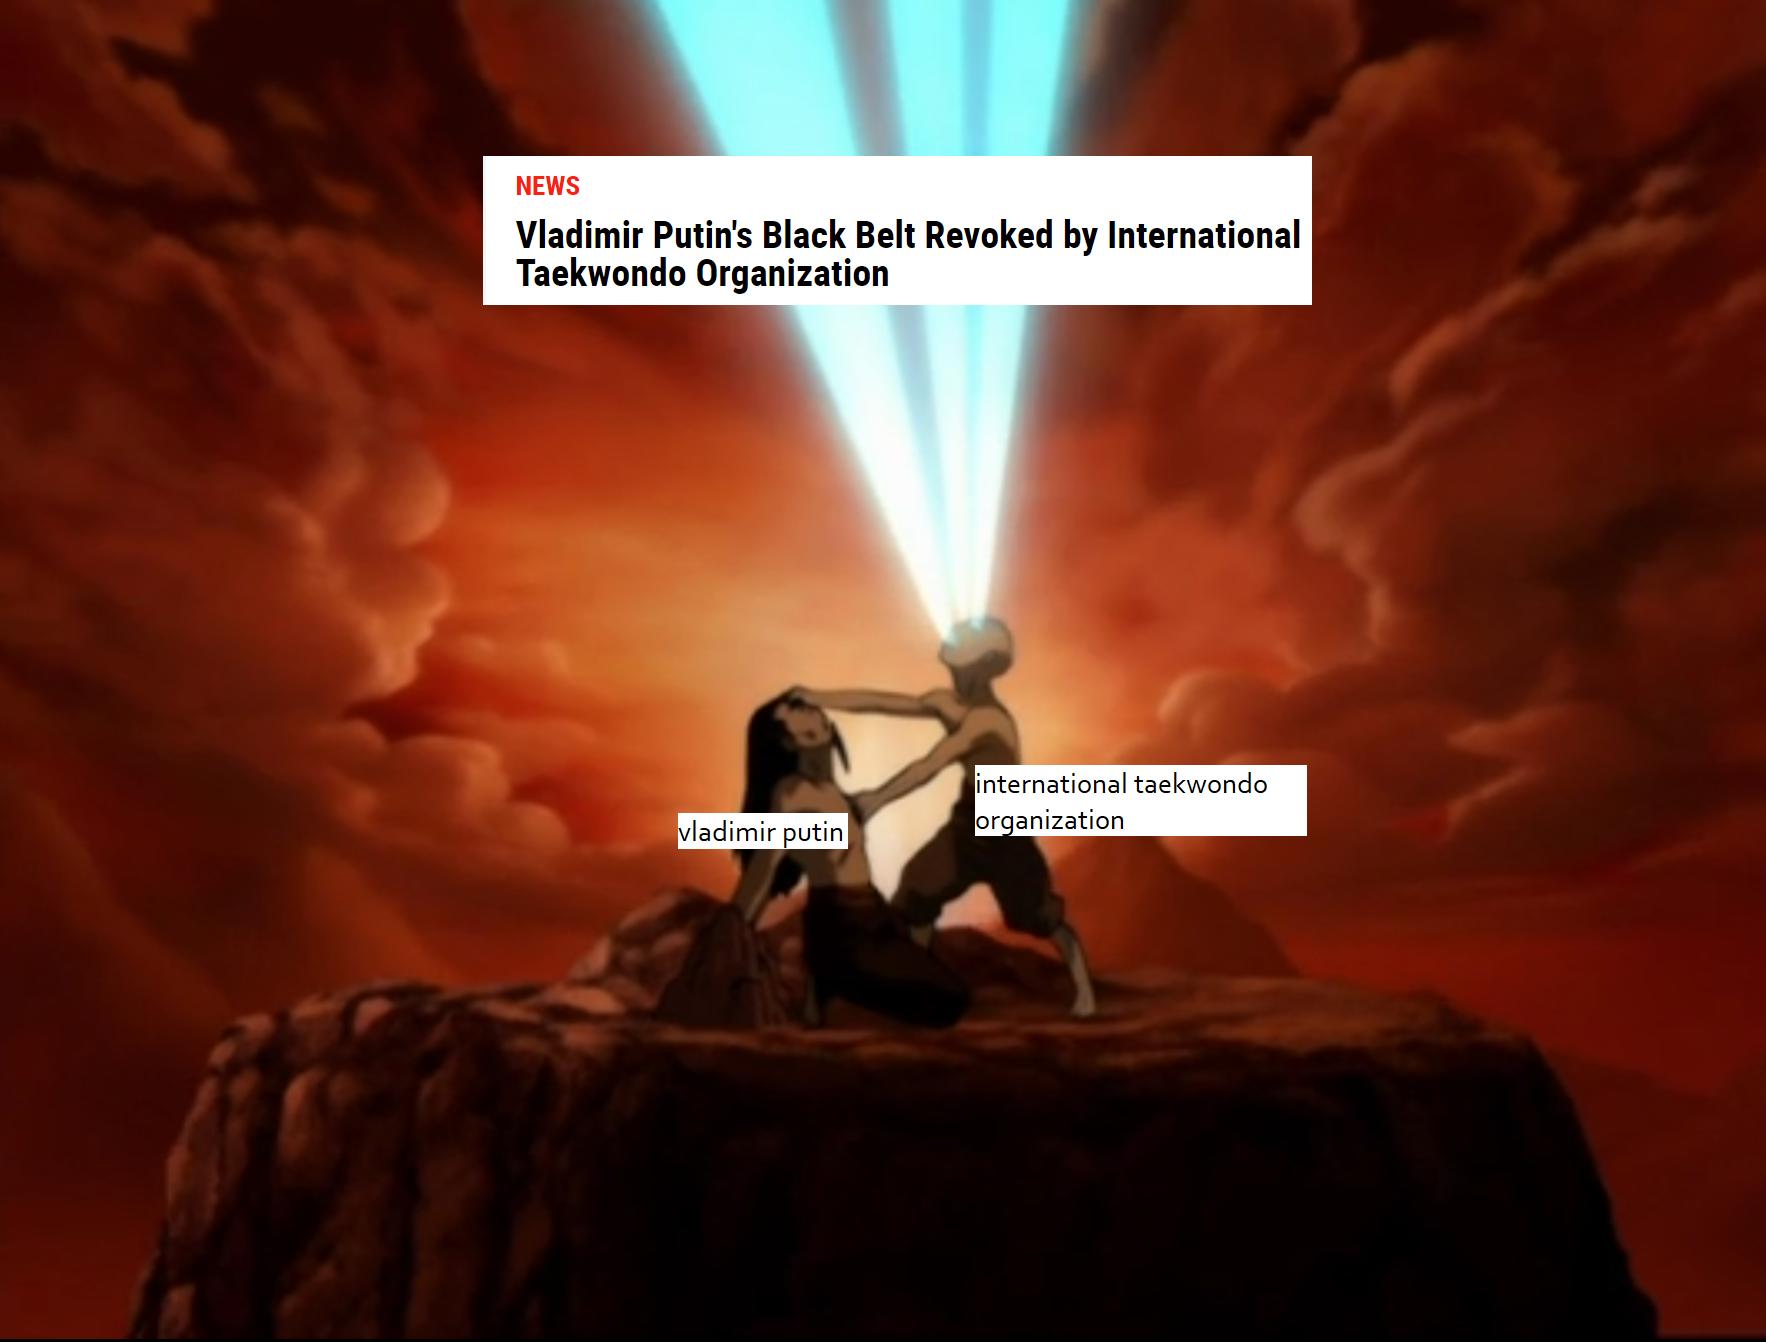 NEWS
Vladimir Putin's Black Belt Revoked by International
Taekwondo Organization
vladimir putin
international taekwondo
organization